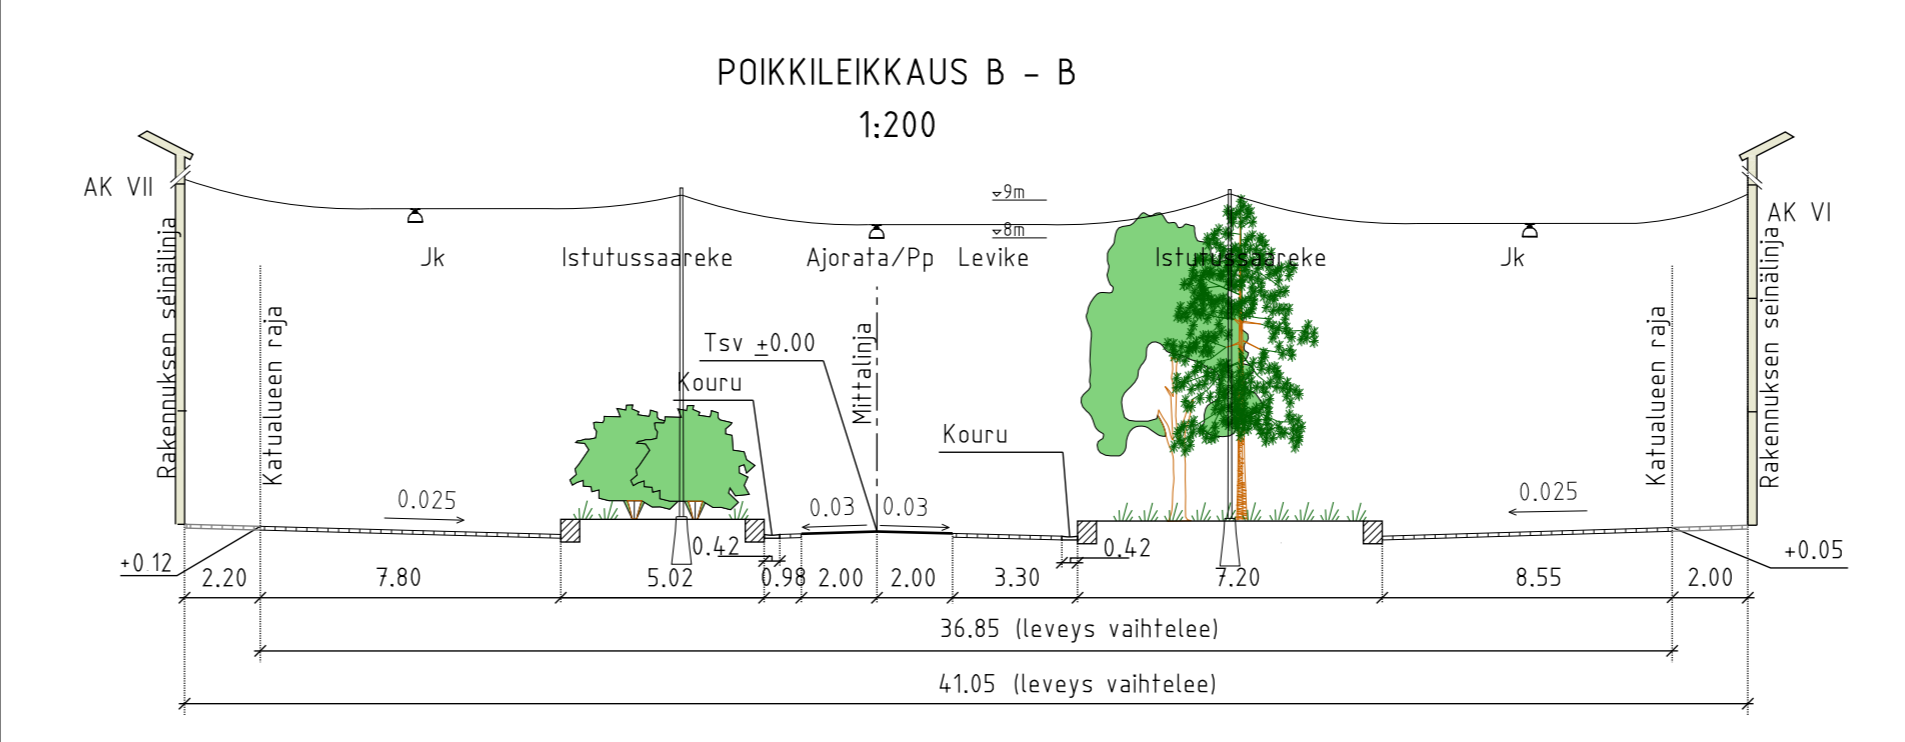 POIKKILEIKKAUS B - B
1:200
AK VII
AK VI
9m
8m
Jk
Istutussaareke
Ajorata/Pp
Levike
Istutussaareke
Jk
Rakennuksen seinälinja
Katualueen raja
Tsv ±0.00
Kouru
Mittalinja
Kouru
Katualueen raja
Rakennuksen seinälinja
0.025
0.03
0.03
0.025
+0.12
0.42
0.42
+0.05
2.20
7.80
5.02
0.98
2.00
2.00
3.30
7.20
8.55
2.00
36.85 (leveys vaihtelee)
41.05 (leveys vaihtelee)